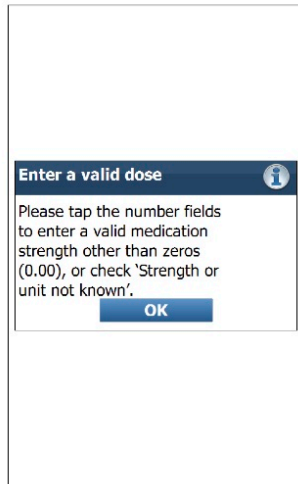 Enter a valid dose
Please tap the number fields
to enter a valid medication
strength other than zeros
(0.00), or check ‘Strength or
unit not known’.
OK